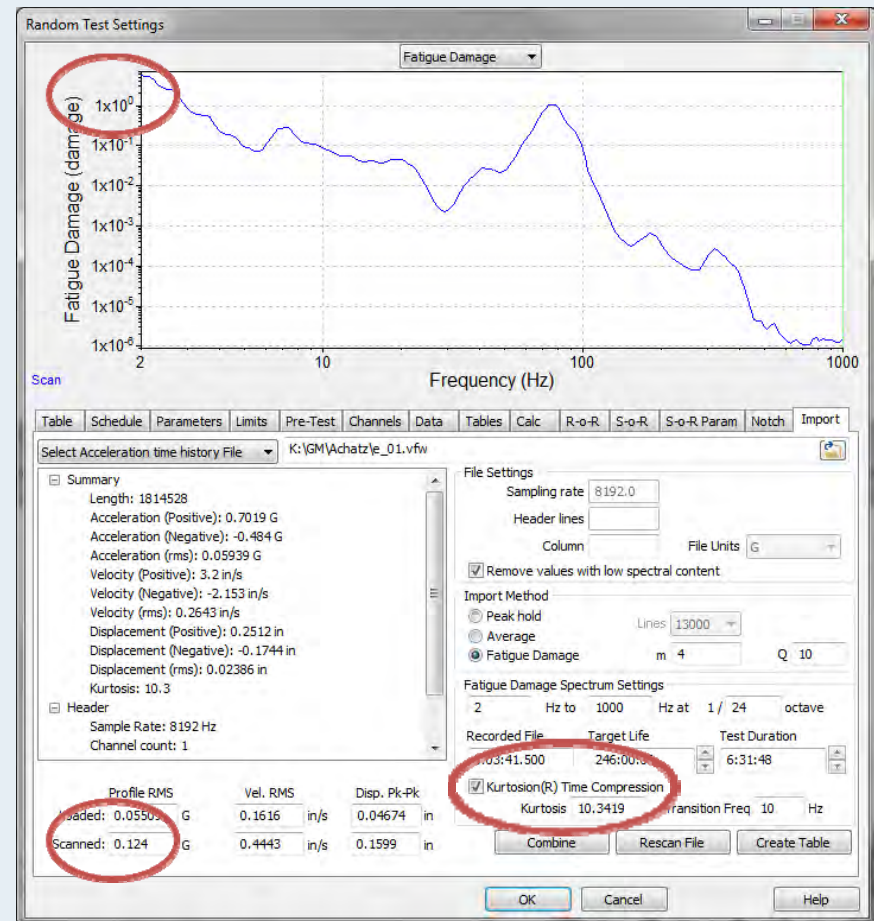 Random Test Settings
Fatigue Damage
Fatigue Damage (damage)
1x10⁰
1x10⁻¹
1x10⁻²
1x10⁻³
1x10⁻⁴
1x10⁻⁵
1x10⁻⁶
2 10 100 1000
Scan
Frequency (Hz)
Table Schedule Parameters Limits Pre-Test Channels Data Tables Calc R-o-R S-o-R S-o-R Param Notch Import
Select Acceleration time history File K:\GM\Achatz\e_01.vfw
Summary
Length: 1814528
Acceleration (Positive): 0.7019 G
Acceleration (Negative): -0.484 G
Acceleration (rms): 0.05939 G
Velocity (Positive): 3.2 in/s
Velocity (Negative): -2.153 in/s
Velocity (rms): 0.2643 in/s
Displacement (Positive): 0.2512 in
Displacement (Negative): -0.1744 in
Displacement (rms): 0.02386 in
Kurtosis: 10.3
Header
Sample Rate: 8192 Hz
Channel count: 1
File Settings
Sampling rate 8192.0
Header lines
Column File Units G
Remove values with low spectral content
Import Method
Peak hold
Average
Lines 13000
Fatigue Damage m 4 Q 10
Fatigue Damage Spectrum Settings
2 Hz to 1000 Hz at 1 / 24 octave
Recorded File Target Life Test Duration
:03:41.500 246:00: 6:31:48
Kurtosion(R) Time Compression
Kurtosis 10.3419 Transition Freq 10 Hz
Profile RMS Vel. RMS Disp. Pk-Pk
G 0.1616 in/s 0.04674 in
Scanned: 0.124 G 0.4443 in/s 0.1599 in
Combine Rescan File Create Table
OK Cancel Help